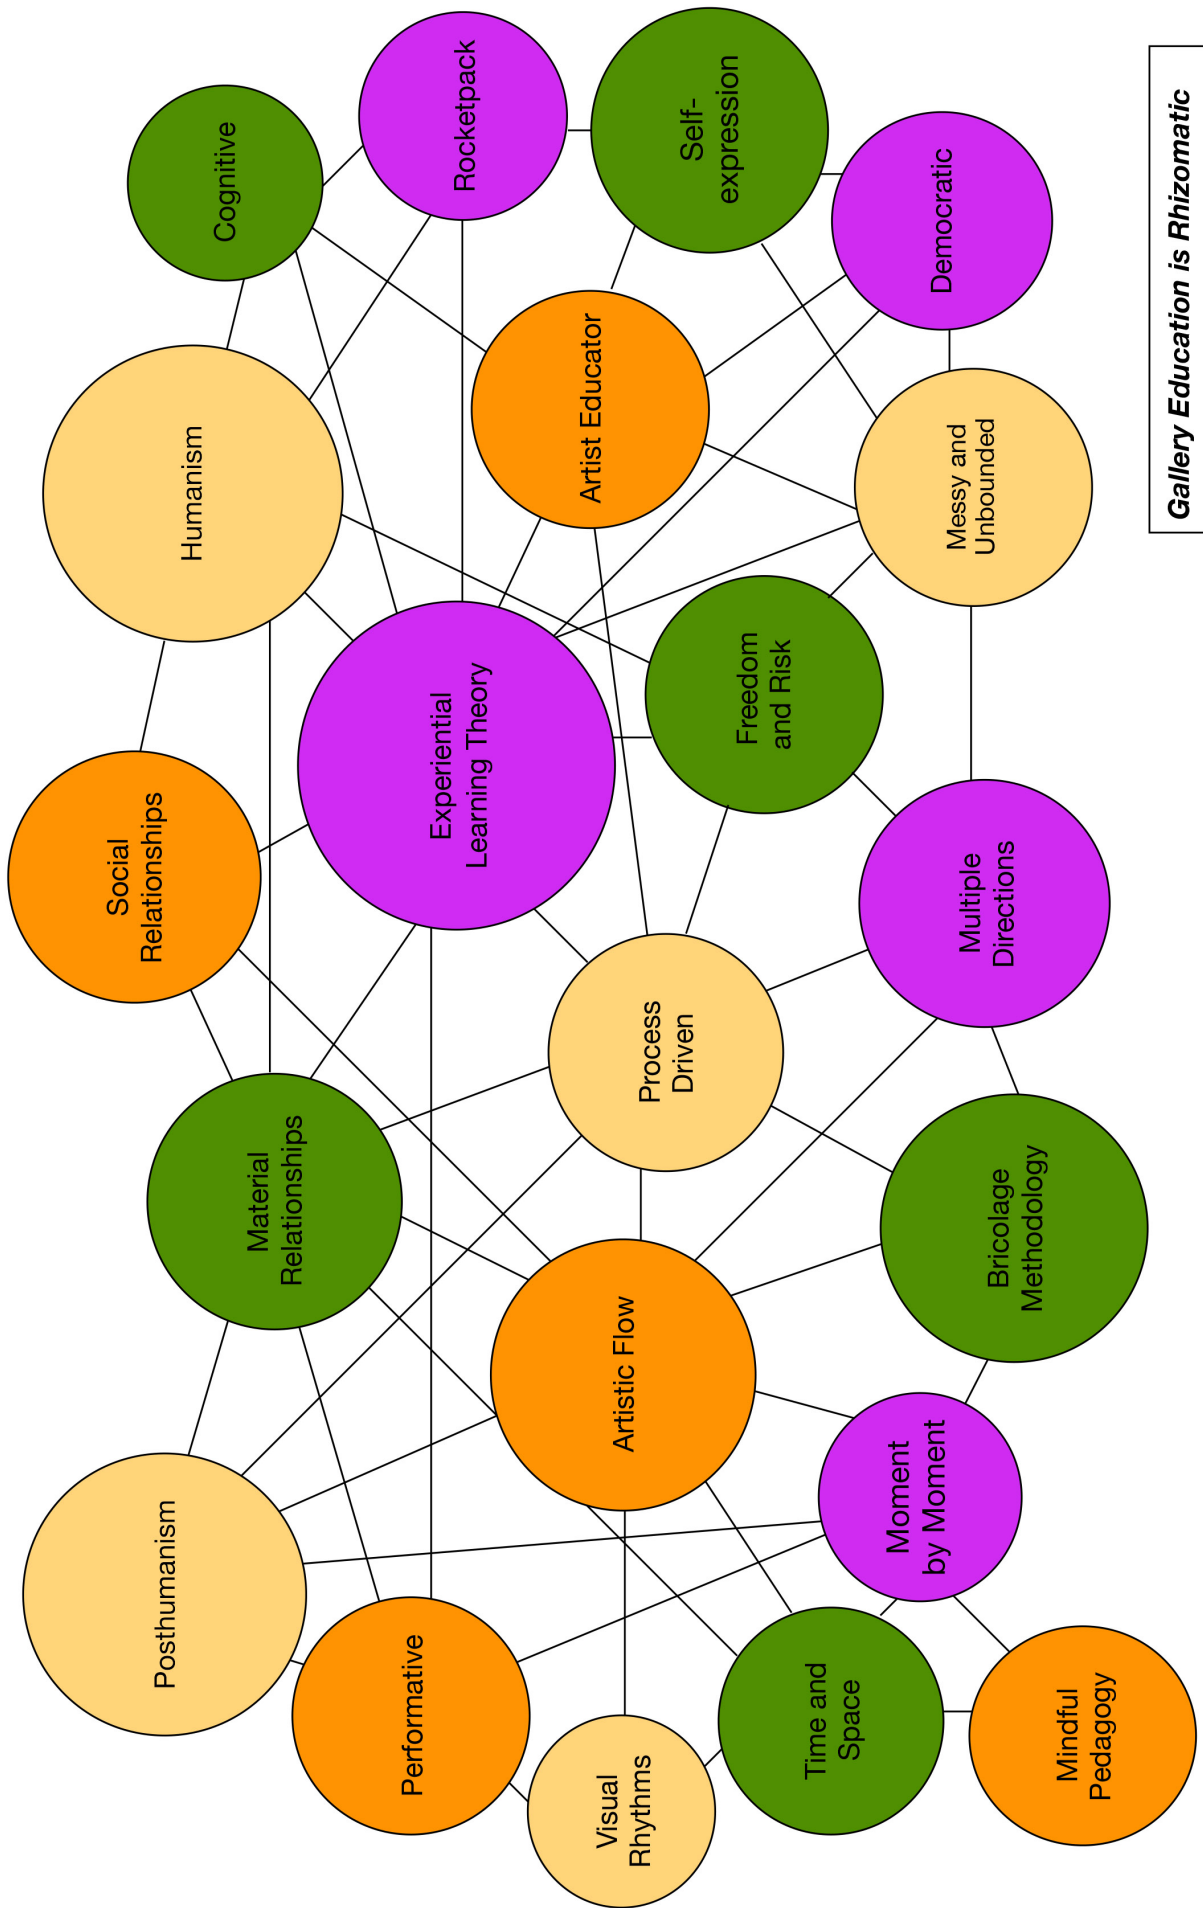 Posthumanism
Social
Relationships
Humanism
Cognitive
Material
Relationships
Performative
Experiential
Learning Theory
Rocketpack
Visual
Rhythms
Artistic Flow
Process
Driven
Artist Educator
Self-
expression
Freedom
and Risk
Time and
Space
Moment
by Moment
Bricolage
Methodology
Multiple
Directions
Messy and
Unbounded
Democratic
Mindful
Pedagogy
Gallery Education is Rhizomatic